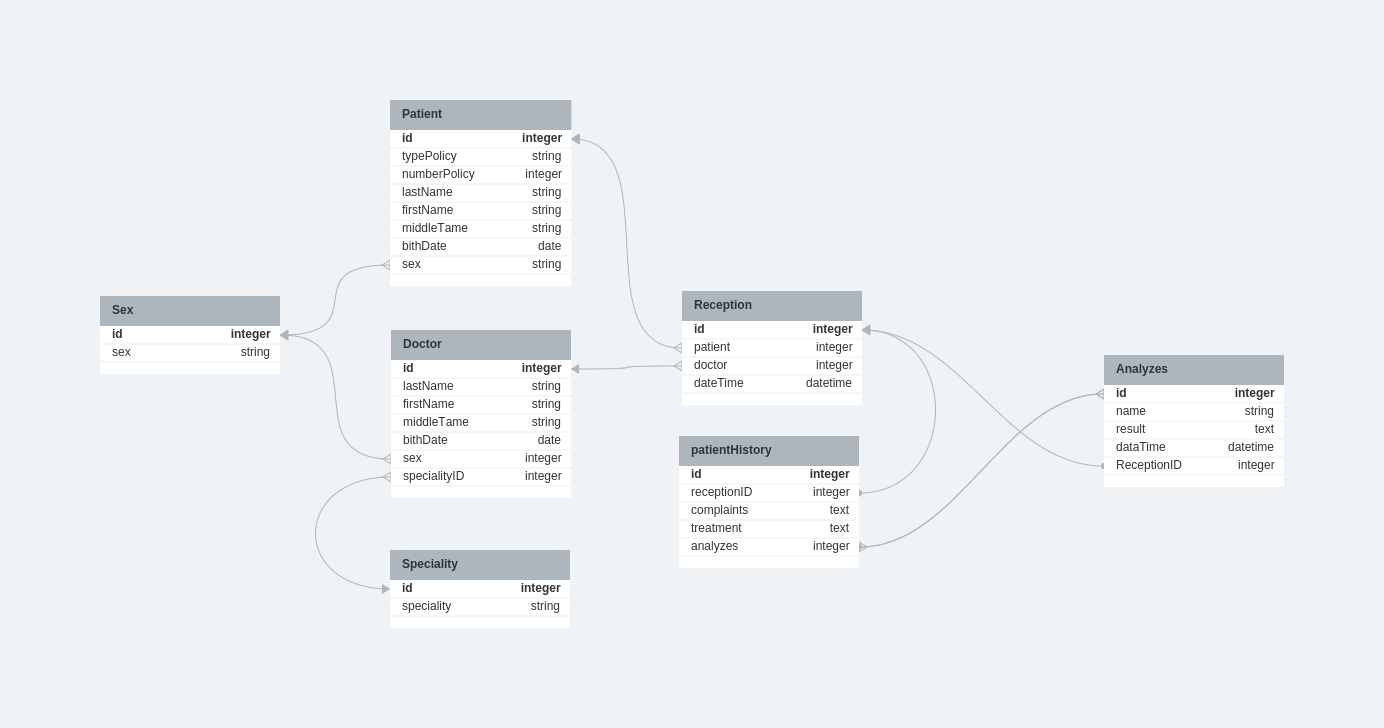 Patient
id integer
typePolicy string
numberPolicy integer
lastName string
firstName string
middleTame string
bithDate date
sex string
Sex
id integer
sex string
Doctor
id integer
lastName string
firstName string
middleTame string
bithDate date
sex integer
specialityID integer
Speciality
id integer
speciality string
Reception
id integer
patient integer
doctor integer
dateTime datetime
patientHistory
id integer
receptionID integer
complaints text
treatment text
analyzes integer
Analyzes
id integer
name string
result text
dataTime datetime
ReceptionID integer